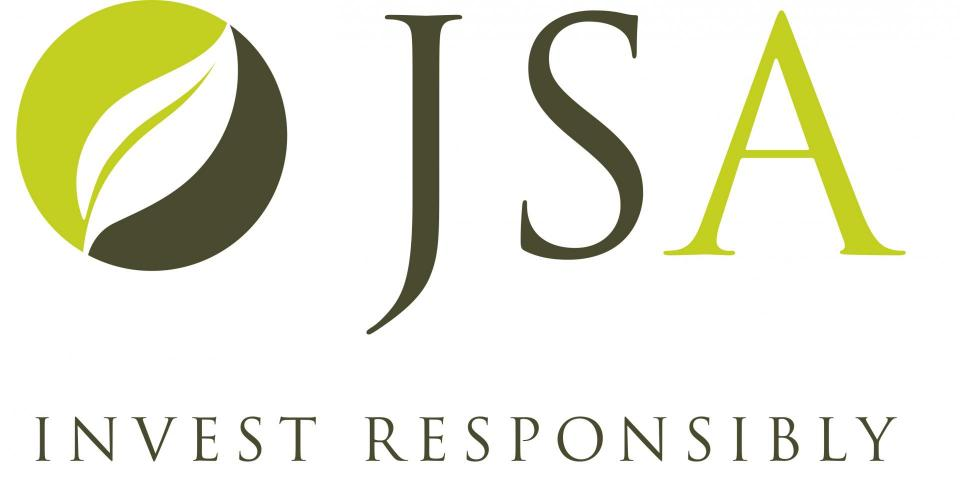 JSA
INVEST RESPONSIBLY